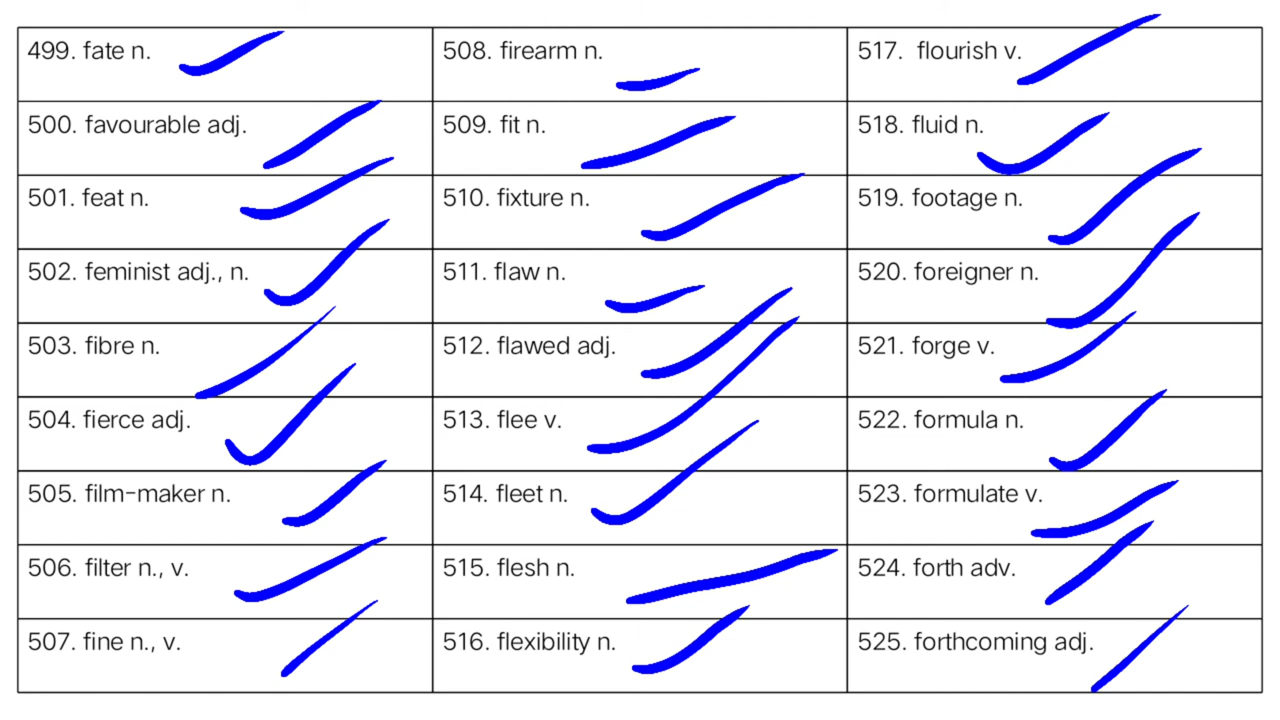 499. fate n.
500. favourable adj.
501. feat n.
502. feminist adj., n.
503. fibre n.
504. fierce adj.
505. film-maker n.
506. filter n., v.
507. fine n., v.
508. firearm n.
509. fit n.
510. fixture n.
511. flaw n.
512. flawed adj.
513. flee v.
514. fleet n.
515. flesh n.
516. flexibility n.
517. flourish v.
518. fluid n.
519. footage n.
520. foreigner n.
521. forge v.
522. formula n.
523. formulate v.
524. forth adv.
525. forthcoming adj.